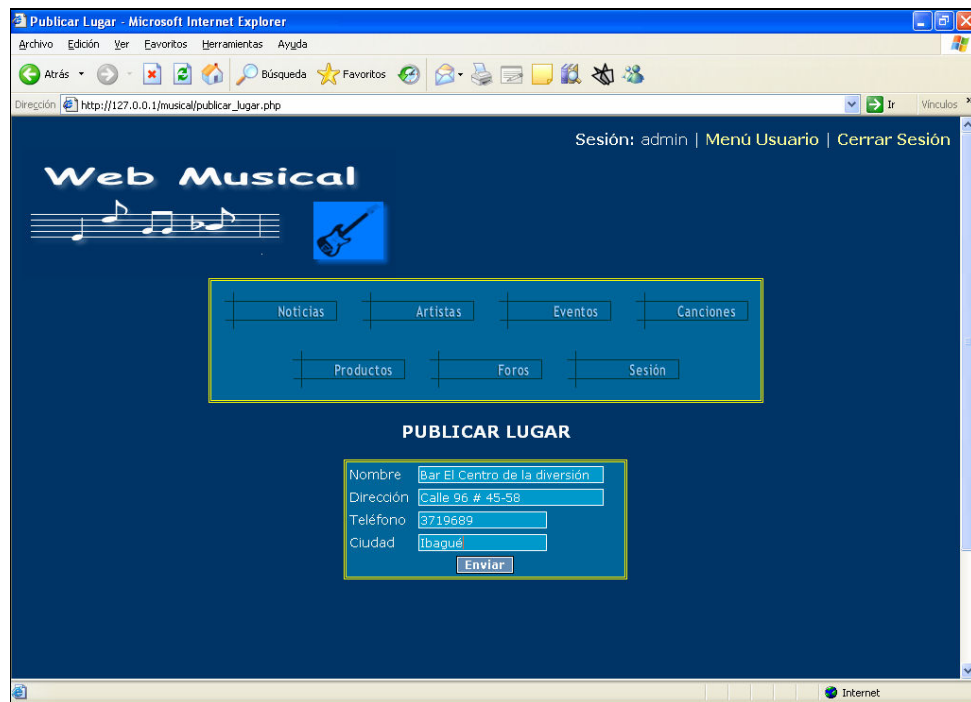 Publicar Lugar - Microsoft Internet Explorer
Archivo Edición Ver Favoritos Herramientas Ayuda
Atrás Búsqueda Favoritos
Dirección http://127.0.0.1/musical/publicar_lugar.php Ir Vínculos »
Sesión: admin | Menú Usuario | Cerrar Sesión
Web Musical
Noticias Artistas Eventos Canciones
Productos Foros Sesión
PUBLICAR LUGAR
Nombre Bar El Centro de la diversión
Dirección Calle 96 # 45-58
Teléfono 3719689
Ciudad Ibagué
Enviar
Internet